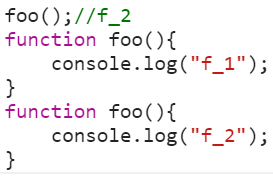 foo();//f_2
function foo(){
    console.log("f_1");
}
function foo(){
    console.log("f_2");
}